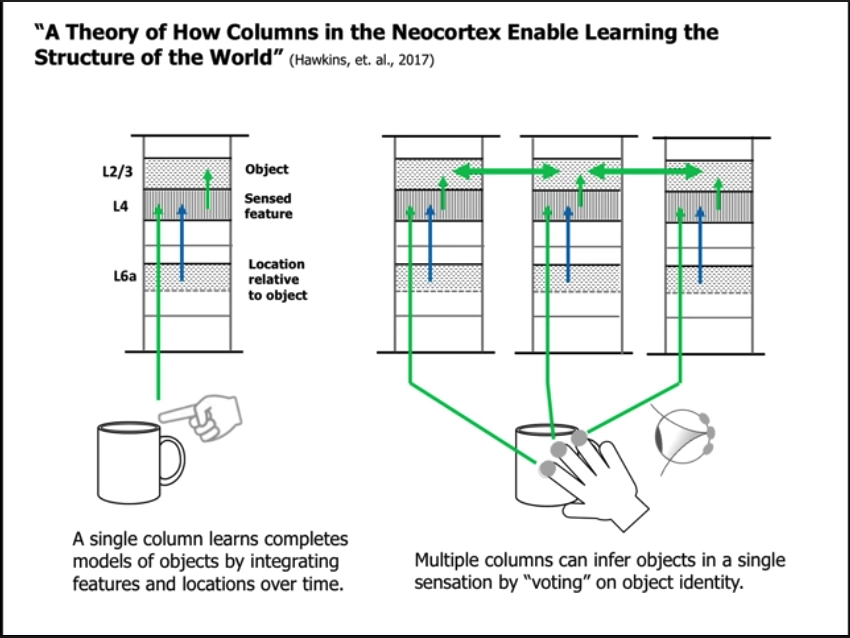 “A Theory of How Columns in the Neocortex Enable Learning the
Structure of the World” (Hawkins, et. al., 2017)
L2/3
Object
L4
Sensed
feature
L6a
Location
relative
to object
A single column learns completes
models of objects by integrating
features and locations over time.
Multiple columns can infer objects in a single
sensation by “voting” on object identity.